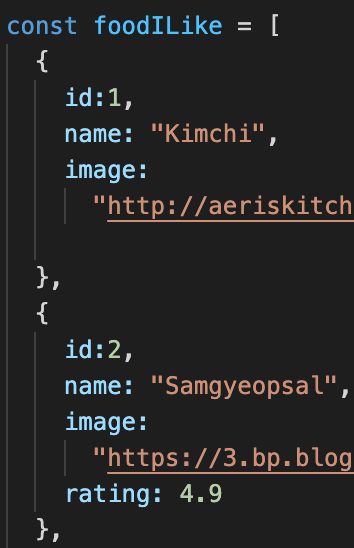 const foodILike = [
{
id:1,
name: "Kimchi",
image:
"http://aeriskitch
},
{
id:2,
name: "Samgyeopsal",
image:
"https://3.bp.blog
rating: 4.9
},